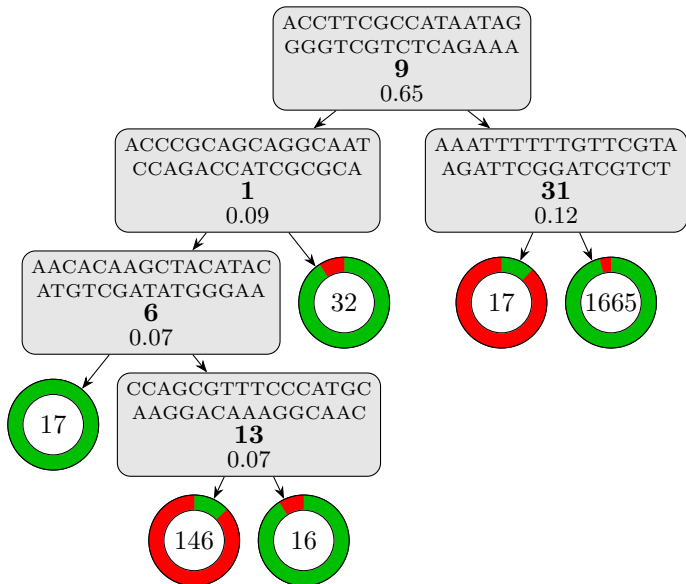 ACCTTCGCCATAATAG
GGGTCGTCTCAGAAA
9
0.65
ACCCGCAGCAGGCAAT
CCAGACCATCGCGCA
1
0.09
AAATTTTTTGTTCGTA
AGATTCGGATCGTCT
31
0.12
AACACAAGCTACATAC
ATGTCGATATGGGAA
6
0.07
32
17
1665
17
CCAGCGTTTCCCATGC
AAGGACAAAGGCAAC
13
0.07
146
16